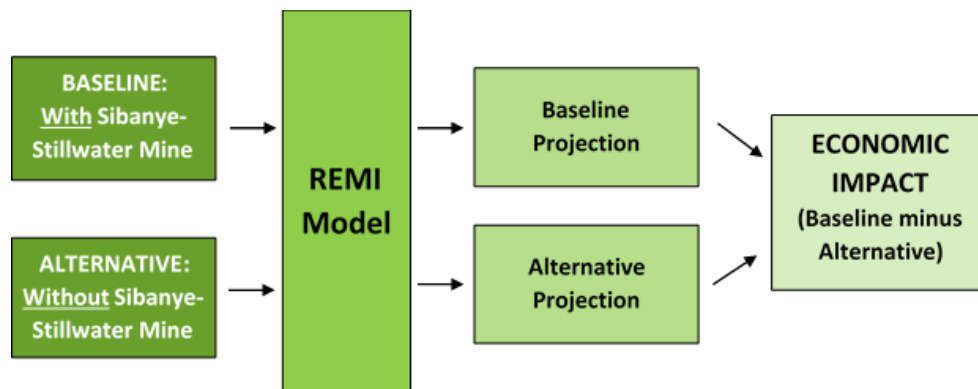 BASELINE:
With Sibanye-
Stillwater Mine
ALTERNATIVE:
Without Sibanye-
Stillwater Mine
REMI
Model
Baseline
Projection
Alternative
Projection
ECONOMIC
IMPACT
(Baseline minus
Alternative)